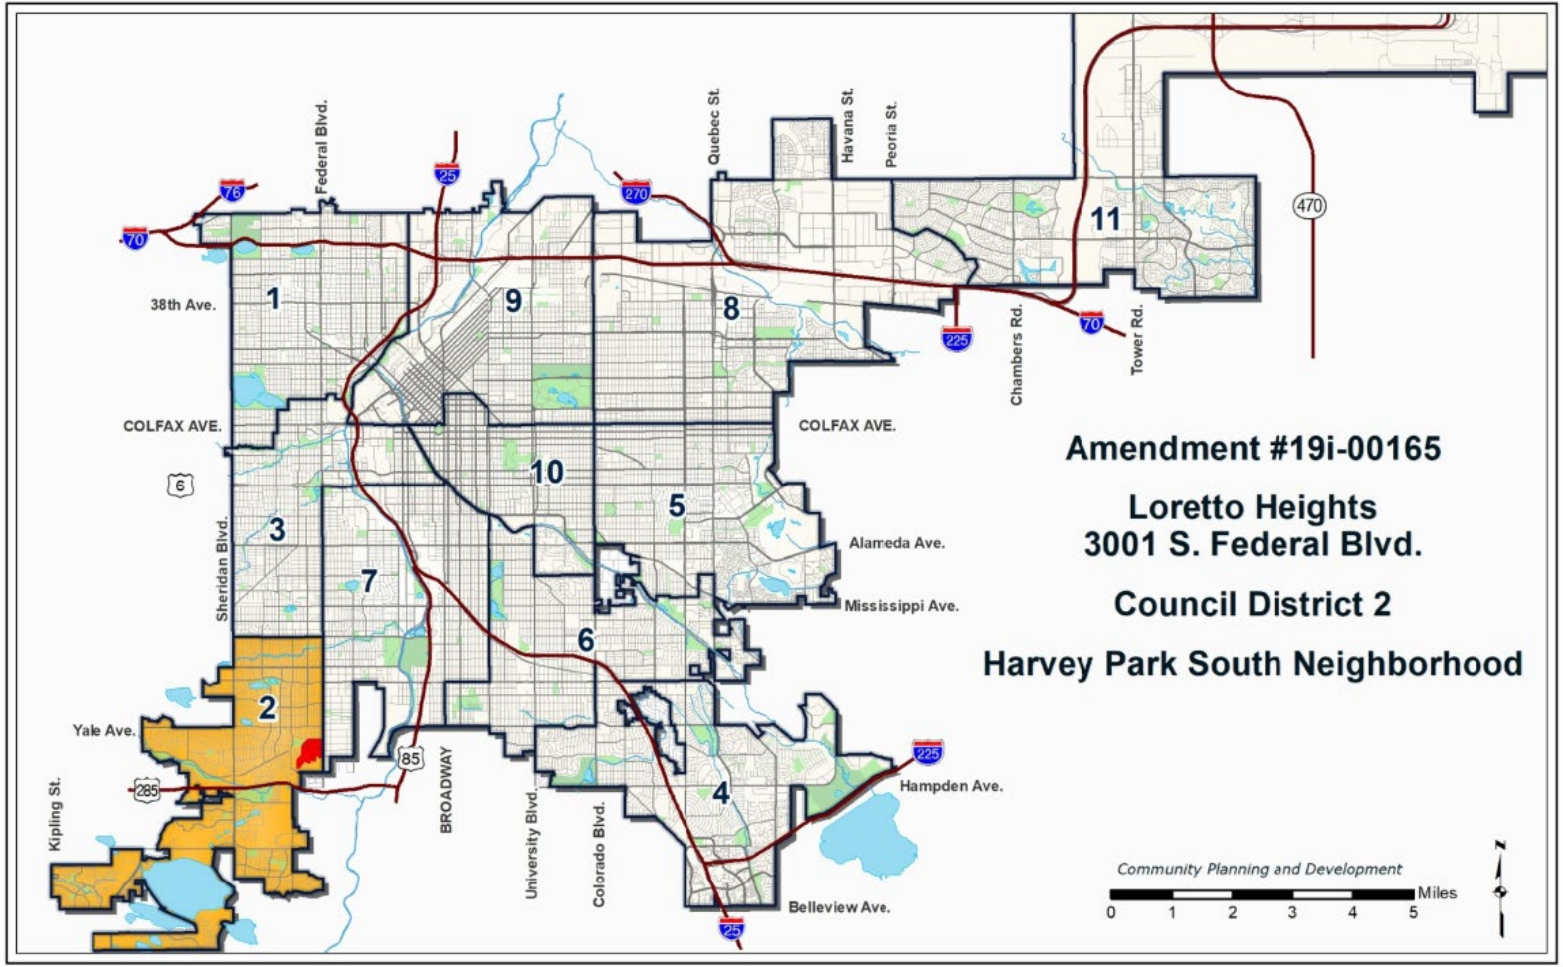 Federal Blvd.
Quebec St.
Havana St.
Peoria St.
76
25
270
70
470
11
1
9
8
38th Ave.
225
70
Chambers Rd.
Tower Rd.
COLFAX AVE.
COLFAX AVE.
6
10
5
3
Sheridan Blvd.
7
Alameda Ave.
Mississippi Ave.
6
2
Yale Ave.
85
BROADWAY
225
285
4
Hampden Ave.
Kipling St.
University Blvd.
Colorado Blvd.
Belleview Ave.
25
Amendment #19i-00165
Loretto Heights
3001 S. Federal Blvd.
Council District 2
Harvey Park South Neighborhood
Community Planning and Development
Miles
0 1 2 3 4 5
N